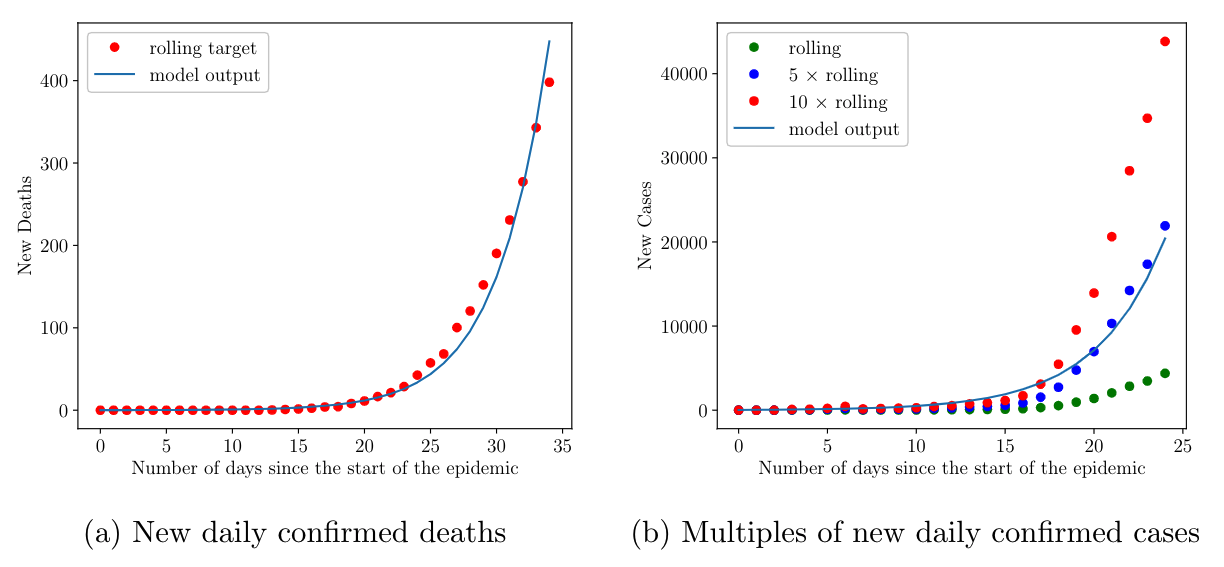 rolling target
model output
400
300
200
100
0
New Deaths
0 5 10 15 20 25 30 35
Number of days since the start of the epidemic
(a) New daily confirmed deaths
rolling
5 × rolling
10 × rolling
model output
40000
30000
20000
10000
0
New Cases
0 5 10 15 20 25
Number of days since the start of the epidemic
(b) Multiples of new daily confirmed cases